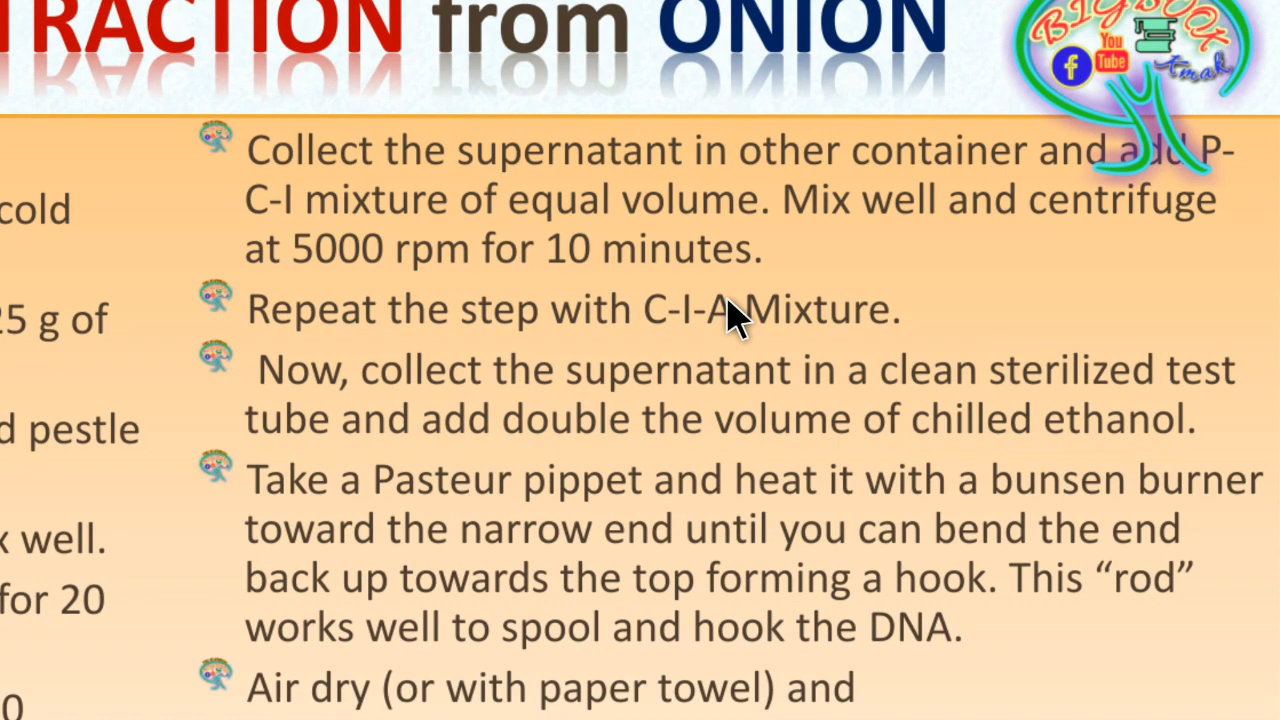 TRACTION from ONION
BIG BOOK
You
Tube
f
tmak
cold
25 g of
d pestle
x well.
for 20
0
Collect the supernatant in other container and add P-
C-I mixture of equal volume. Mix well and centrifuge
at 5000 rpm for 10 minutes.
Repeat the step with C-I-A Mixture.
Now, collect the supernatant in a clean sterilized test
tube and add double the volume of chilled ethanol.
Take a Pasteur pippet and heat it with a bunsen burner
toward the narrow end until you can bend the end
back up towards the top forming a hook. This “rod”
works well to spool and hook the DNA.
Air dry (or with paper towel) and